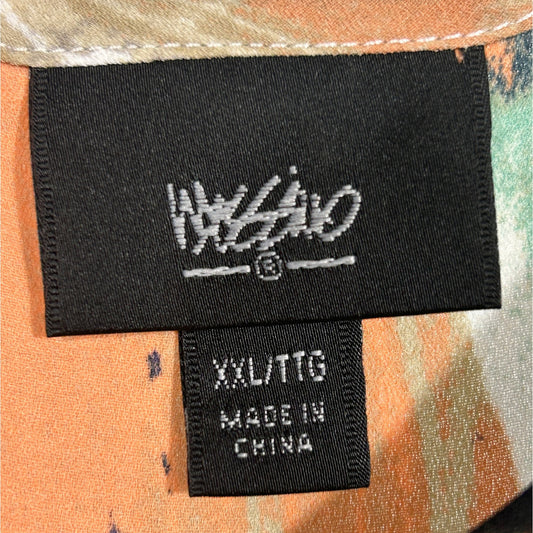 Mossimo
®
XXL/TTG
MADE IN
CHINA